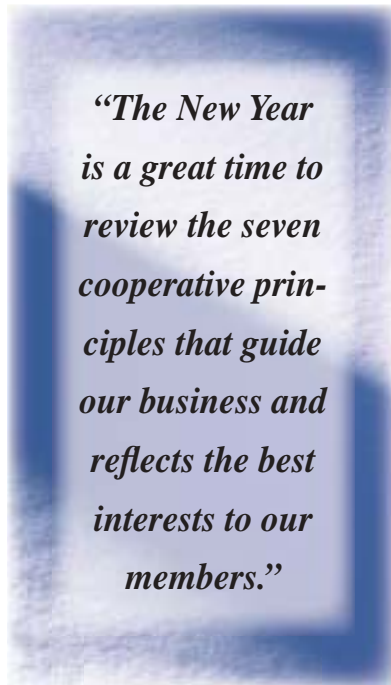 “The New Year
is a great time to
review the seven
cooperative prin-
ciples that guide
our business and
reflects the best
interests to our
members.”